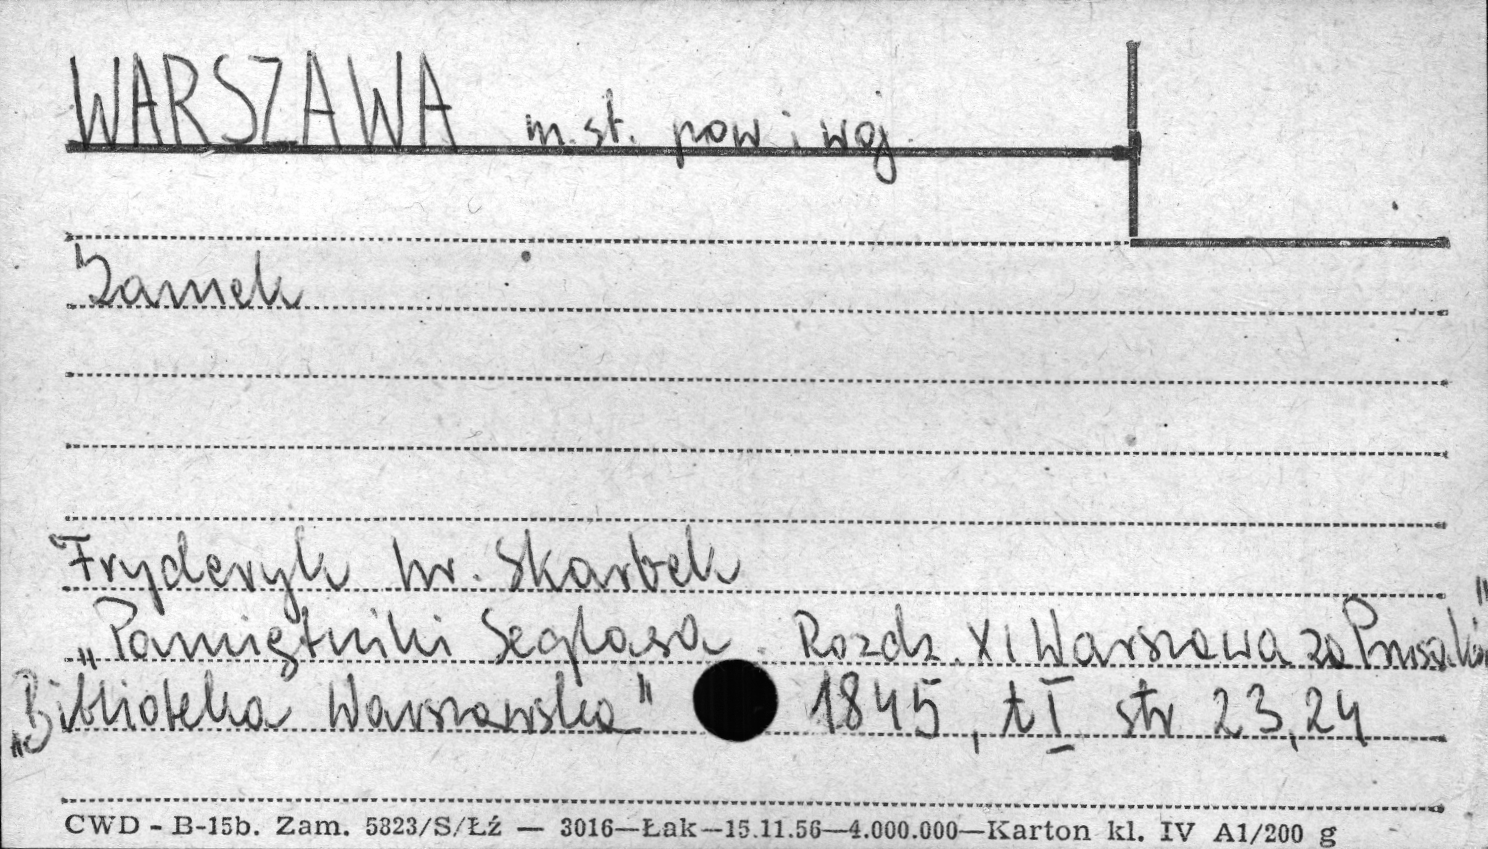 WARSZAWA m.st. pow i woj.
Zamek
Fryderyk hr. Skarbek
„Pamiętniki Seglasa. Rozdz. XI Warszawa za Prusaków"
„Biblioteka Warszawska" 1845, t I str 23,24
CWD - B-15b. Zam. 5823/S/Łź — 3016—Łak—15.11.56—4.000.000—Karton kl. IV A1/200 g